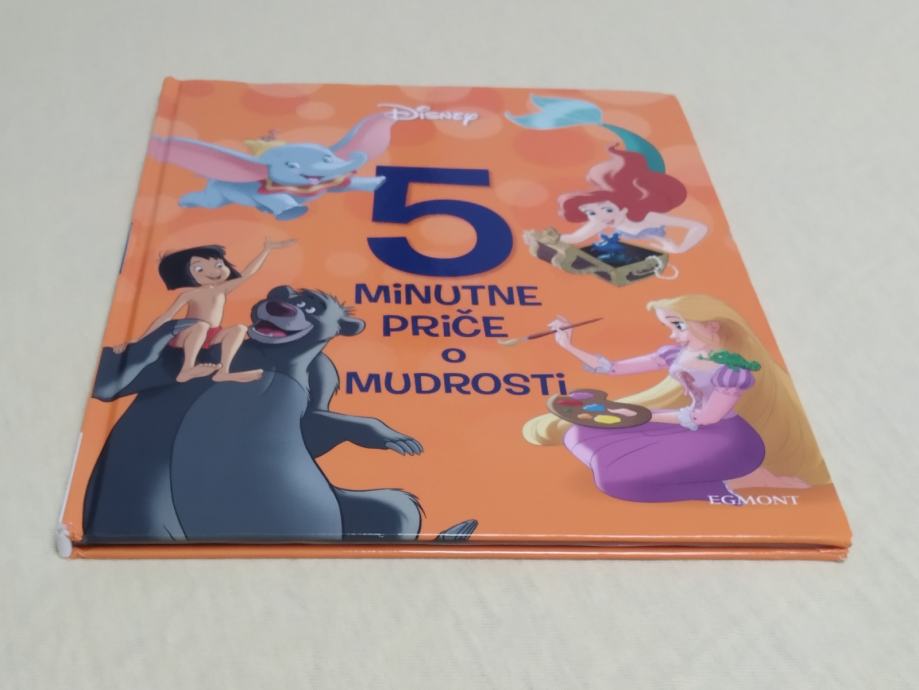 Disney
5
MiNUTNE
PRiČE
O
MUDROSTi
EGMONT